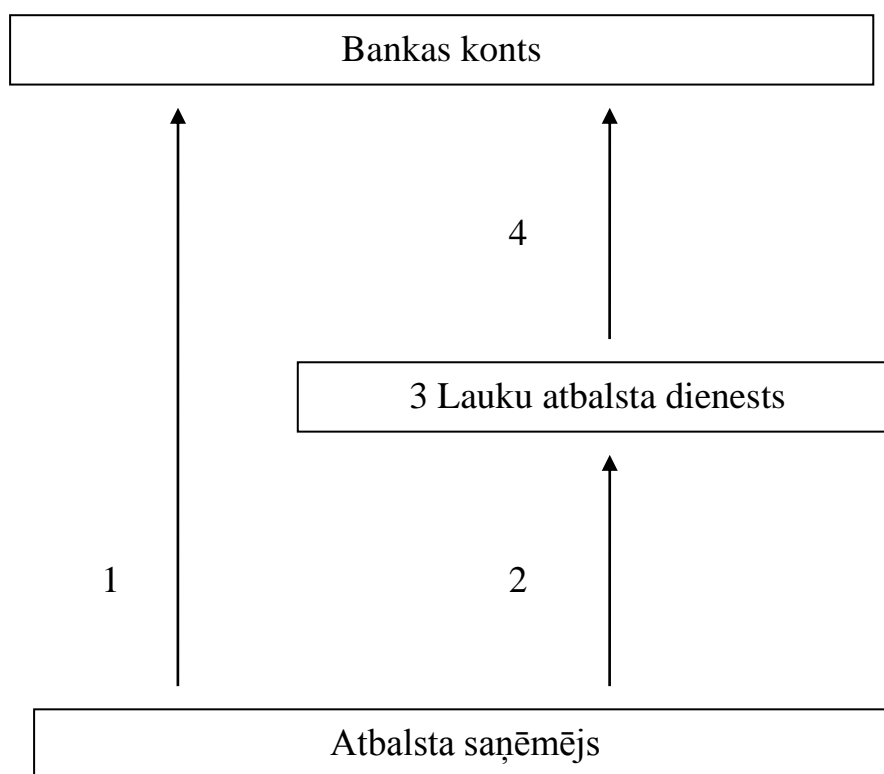 Bankas konts
4
3 Lauku atbalsta dienests
1
2
Atbalsta saņēmējs